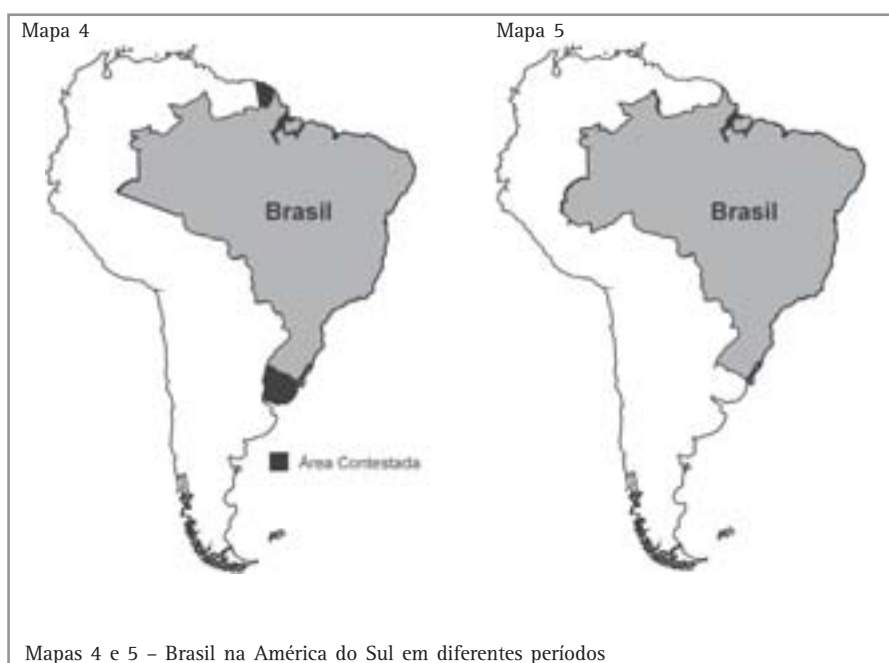 Mapa 4
Mapa 5
Brasil
Brasil
Área Contestada
Mapas 4 e 5 – Brasil na América do Sul em diferentes períodos